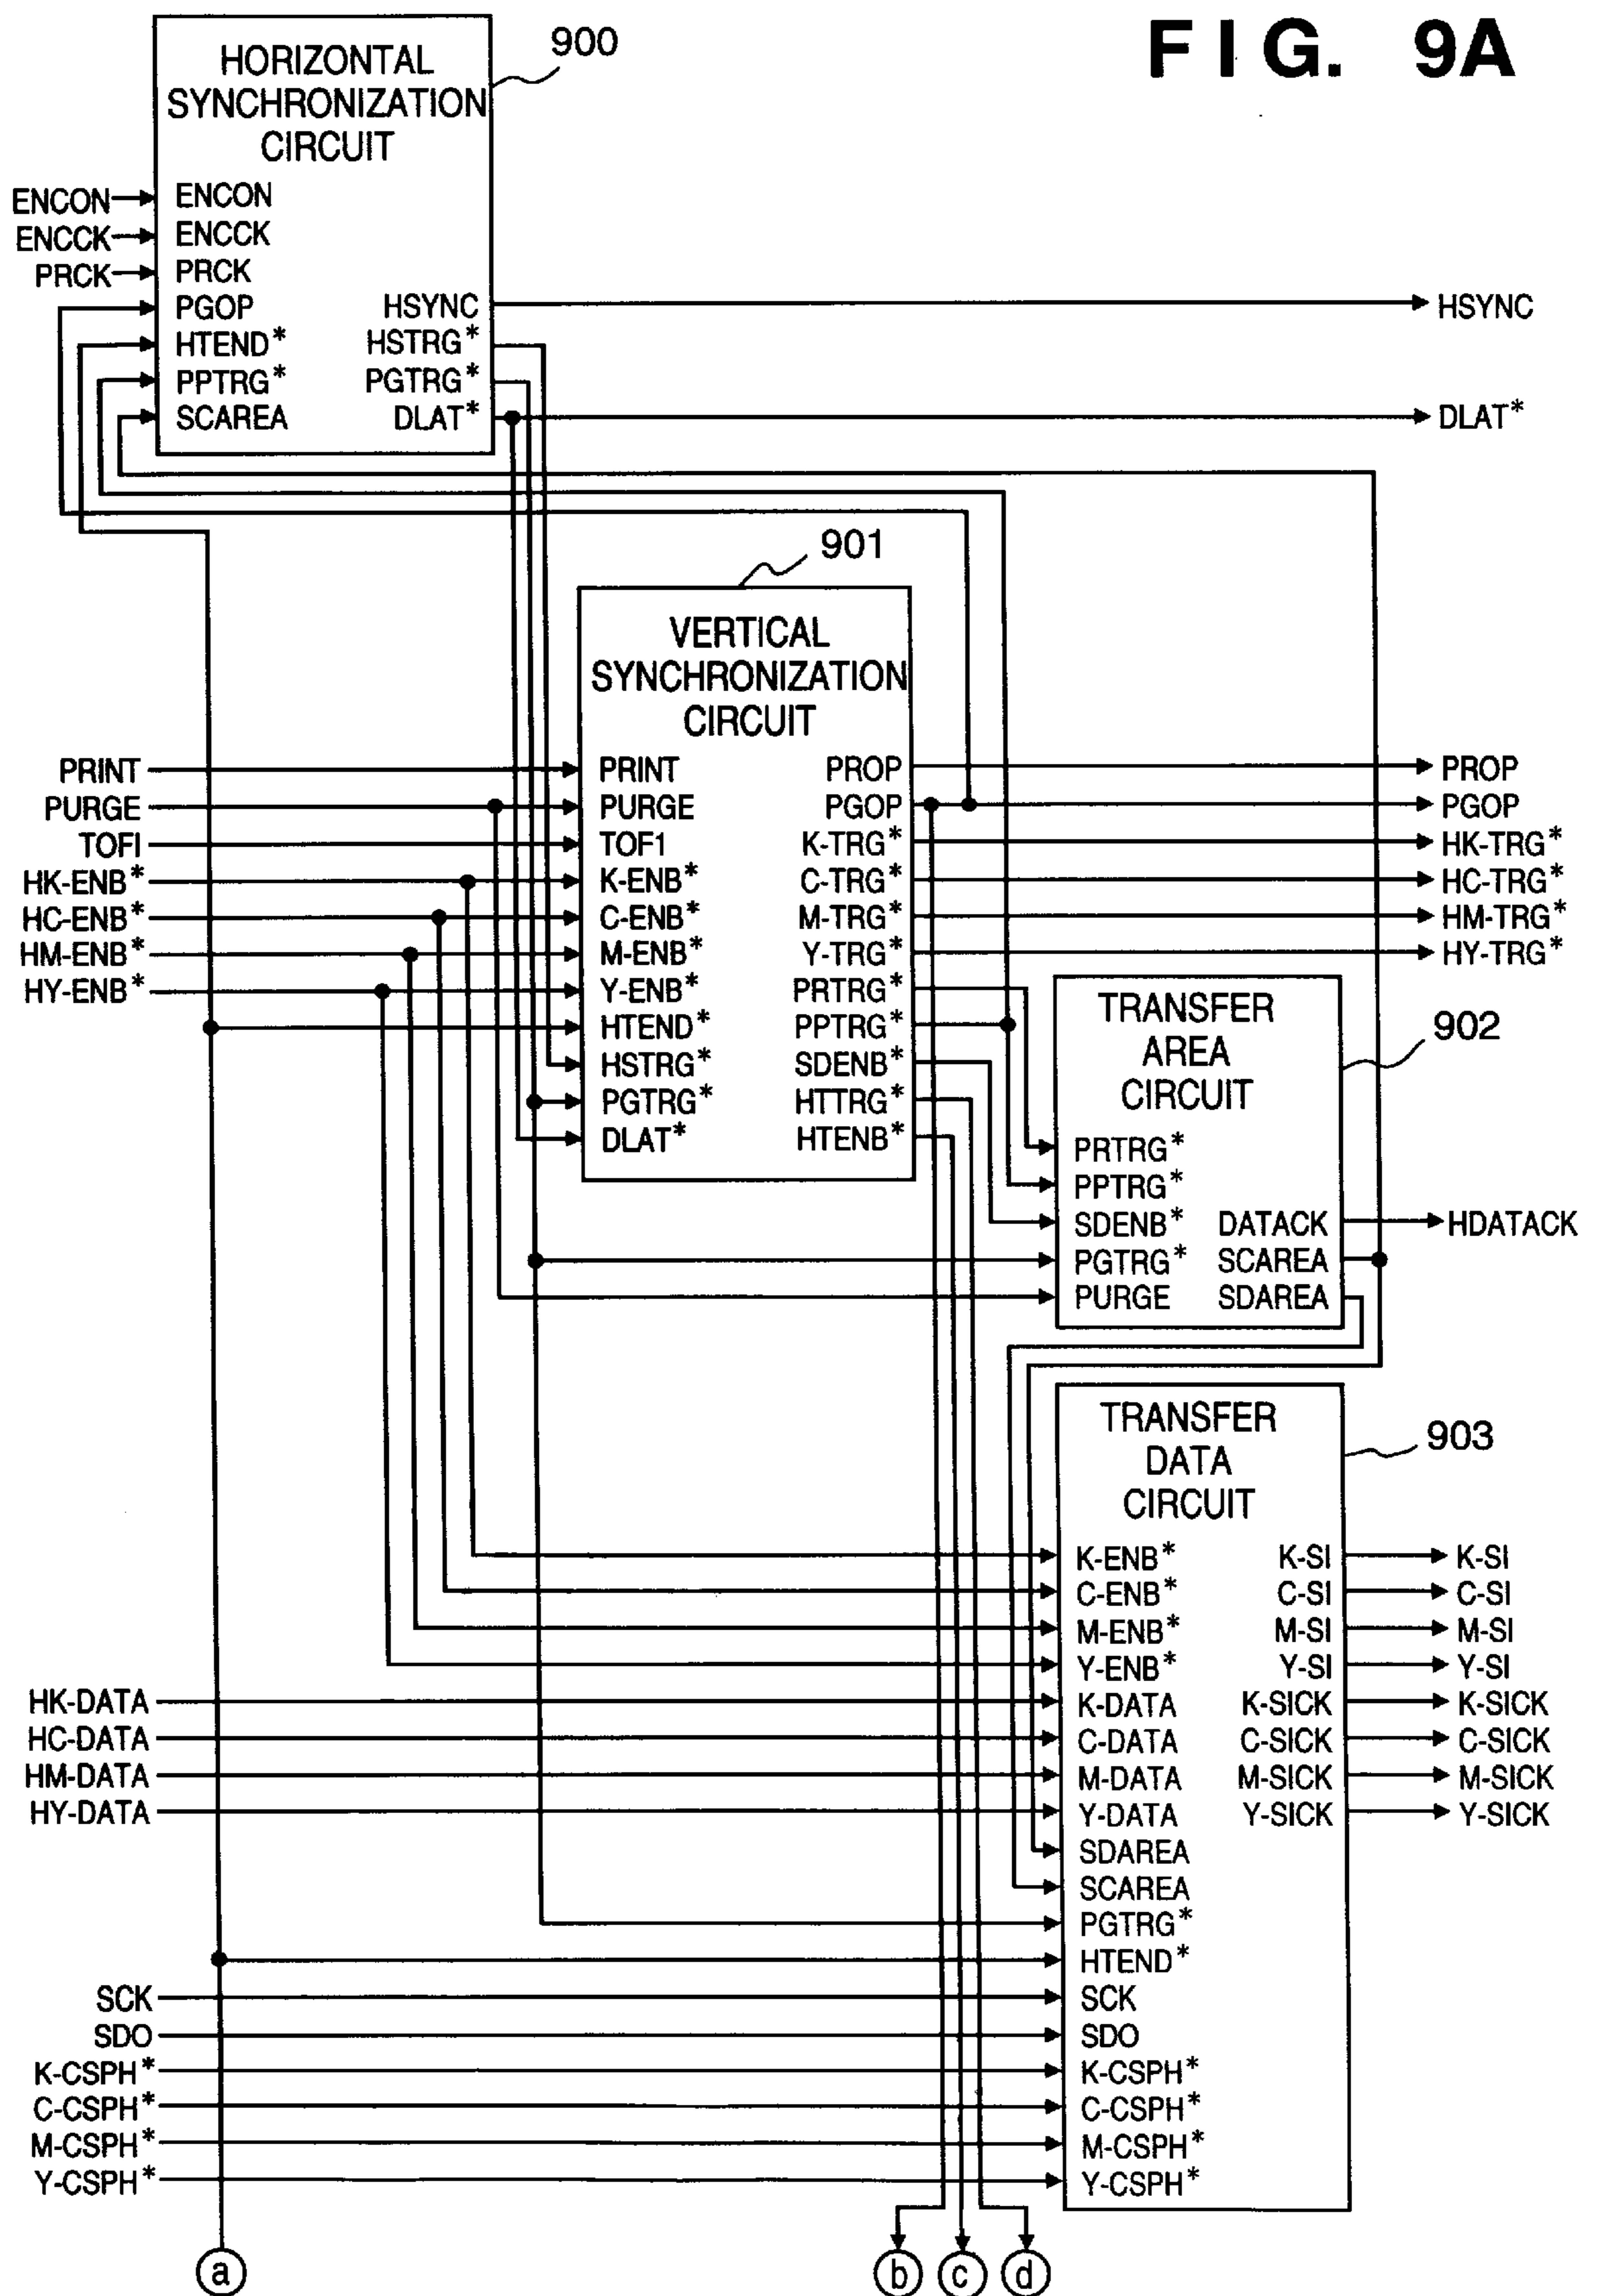 FIG. 9A
900
HORIZONTAL
SYNCHRONIZATION
CIRCUIT
ENCON ENCON
ENCCK ENCCK
PRCK PRCK
PGOP HSYNC HSYNC
HTEND* HSTRG*
PPTRG* PGTRG*
SCAREA DLAT* DLAT*
901
VERTICAL
SYNCHRONIZATION
CIRCUIT
PRINT PRINT PROP PROP
PURGE PURGE PGOP PGOP
TOFI TOF1 K-TRG* HK-TRG*
HK-ENB* K-ENB* C-TRG* HC-TRG*
HC-ENB* C-ENB* M-TRG* HM-TRG*
HM-ENB* M-ENB* Y-TRG* HY-TRG*
HY-ENB* Y-ENB* PRTRG*
HTEND* PPTRG*
HSTRG* SDENB*
PGTRG* HTTRG*
DLAT* HTENB*
902
TRANSFER
AREA
CIRCUIT
PRTRG*
PPTRG*
SDENB* DATACK HDATACK
PGTRG* SCAREA
PURGE SDAREA
903
TRANSFER
DATA
CIRCUIT
K-ENB* K-SI K-SI
C-ENB* C-SI C-SI
M-ENB* M-SI M-SI
Y-ENB* Y-SI Y-SI
HK-DATA K-DATA K-SICK K-SICK
HC-DATA C-DATA C-SICK C-SICK
HM-DATA M-DATA M-SICK M-SICK
HY-DATA Y-DATA Y-SICK Y-SICK
SDAREA
SCAREA
PGTRG*
HTEND*
SCK SCK
SDO SDO
K-CSPH* K-CSPH*
C-CSPH* C-CSPH*
M-CSPH* M-CSPH*
Y-CSPH* Y-CSPH*
a b c d